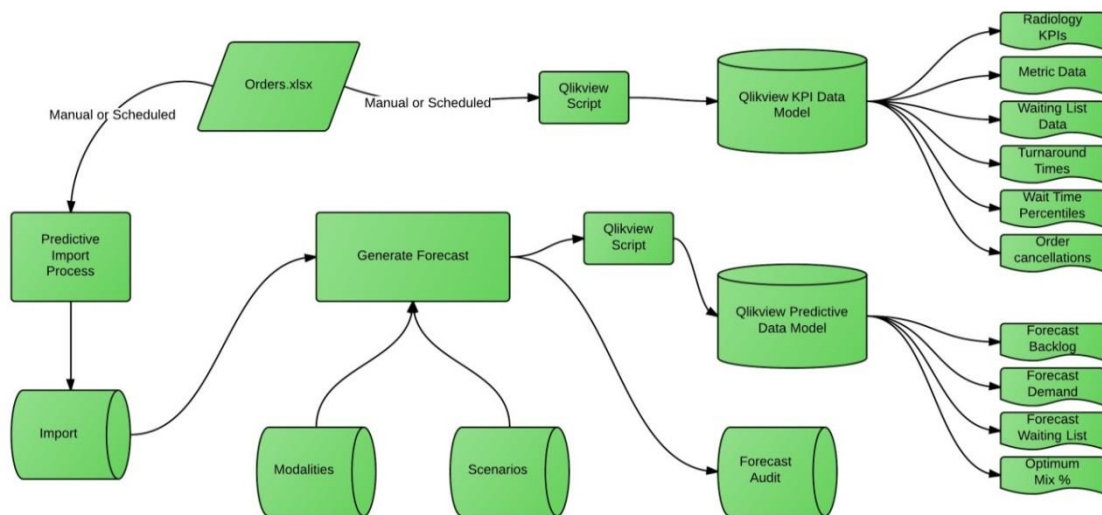 Orders.xlsx
Manual or Scheduled
Manual or Scheduled
Qlikview
Script
Qlikview KPI Data
Model
Radiology
KPIs
Metric Data
Waiting List
Data
Turnaround
Times
Wait Time
Percentiles
Order
cancellations
Predictive
Import
Process
Generate Forecast
Qlikview
Script
Qlikview Predictive
Data Model
Forecast
Backlog
Forecast
Demand
Forecast
Waiting List
Optimum
Mix %
Import
Modalities
Scenarios
Forecast
Audit